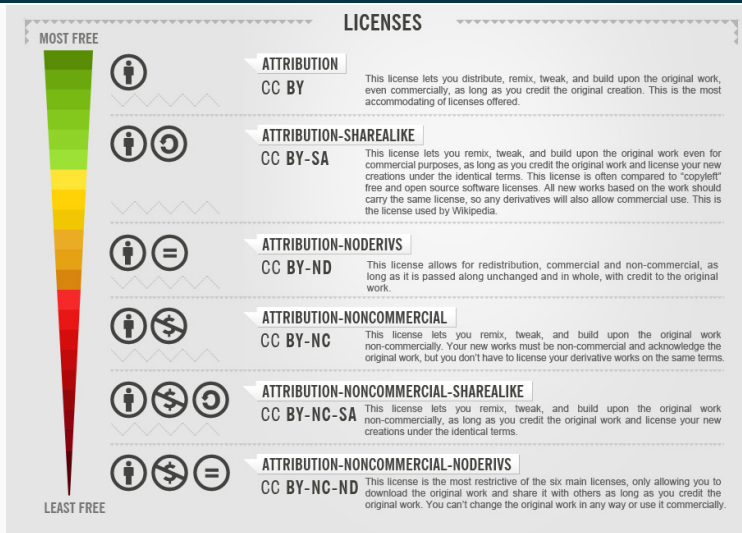 LICENSES
MOST FREE
ATTRIBUTION
CC BY
This license lets you distribute, remix, tweak, and build upon the original work,
even commercially, as long as you credit the original creation. This is the most
accommodating of licenses offered.
ATTRIBUTION-SHAREALIKE
CC BY-SA
This license lets you remix, tweak, and build upon the original work even for
commercial purposes, as long as you credit the original work and license your new
creations under the identical terms. This license is often compared to “copyleft”
free and open source software licenses. All new works based on the work should
carry the same license, so any derivatives will also allow commercial use. This is
the license used by Wikipedia.
ATTRIBUTION-NODERIVS
CC BY-ND
This license allows for redistribution, commercial and non-commercial, as
long as it is passed along unchanged and in whole, with credit to the original
work.
ATTRIBUTION-NONCOMMERCIAL
CC BY-NC
This license lets you remix, tweak, and build upon the original work
non-commercially. Your new works must be non-commercial and acknowledge the
original work, but you don’t have to license your derivative works on the same terms.
ATTRIBUTION-NONCOMMERCIAL-SHAREALIKE
CC BY-NC-SA
This license lets you remix, tweak, and build upon the original work
non-commercially, as long as you credit the original work and license your new
creations under the identical terms.
ATTRIBUTION-NONCOMMERCIAL-NODERIVS
CC BY-NC-ND
This license is the most restrictive of the six main licenses, only allowing you to
download the original work and share it with others as long as you credit the
original work. You can’t change the original work in any way or use it commercially.
LEAST FREE